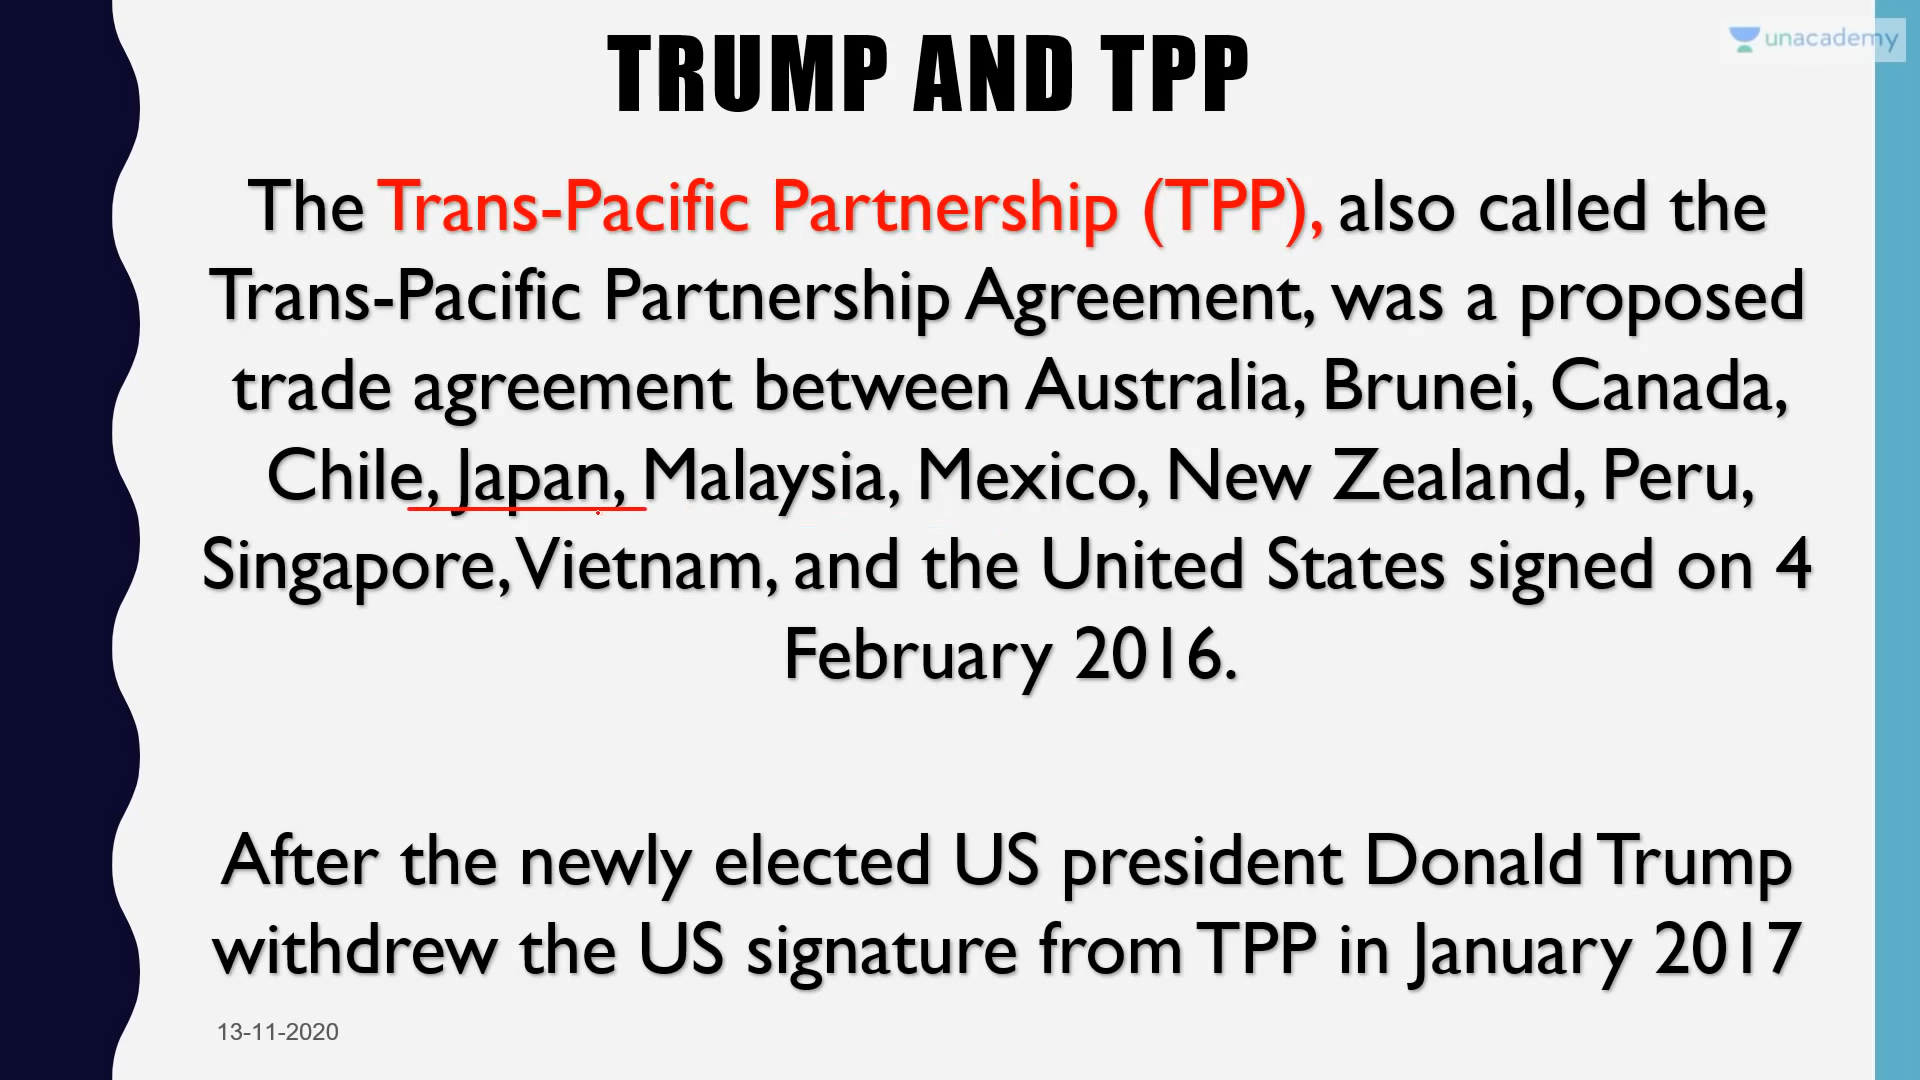 TRUMP AND TPP
unacademy
The Trans-Pacific Partnership (TPP), also called the
Trans-Pacific Partnership Agreement, was a proposed
trade agreement between Australia, Brunei, Canada,
Chile, Japan, Malaysia, Mexico, New Zealand, Peru,
Singapore, Vietnam, and the United States signed on 4
February 2016.
After the newly elected US president Donald Trump
withdrew the US signature from TPP in January 2017
13-11-2020